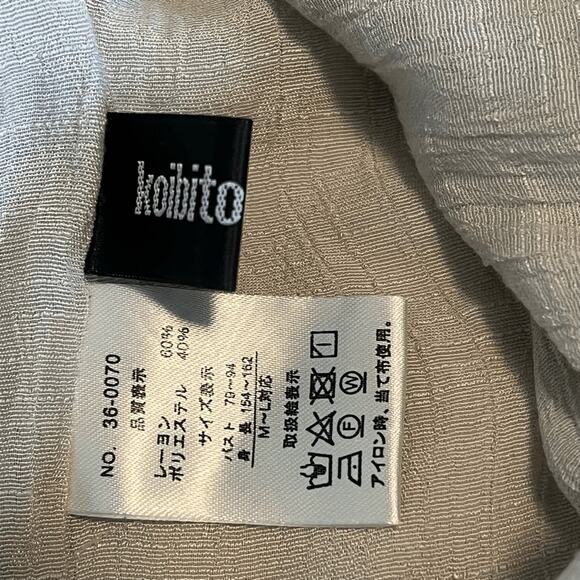 ioibito
NO. 36-0070
品質表示
レーヨン 60%
ポリエステル 40%
サイズ表示
バスト 79～94
身 長 154～162
M～L対応
取扱絵表示
F W
アイロン時、当て布使用。